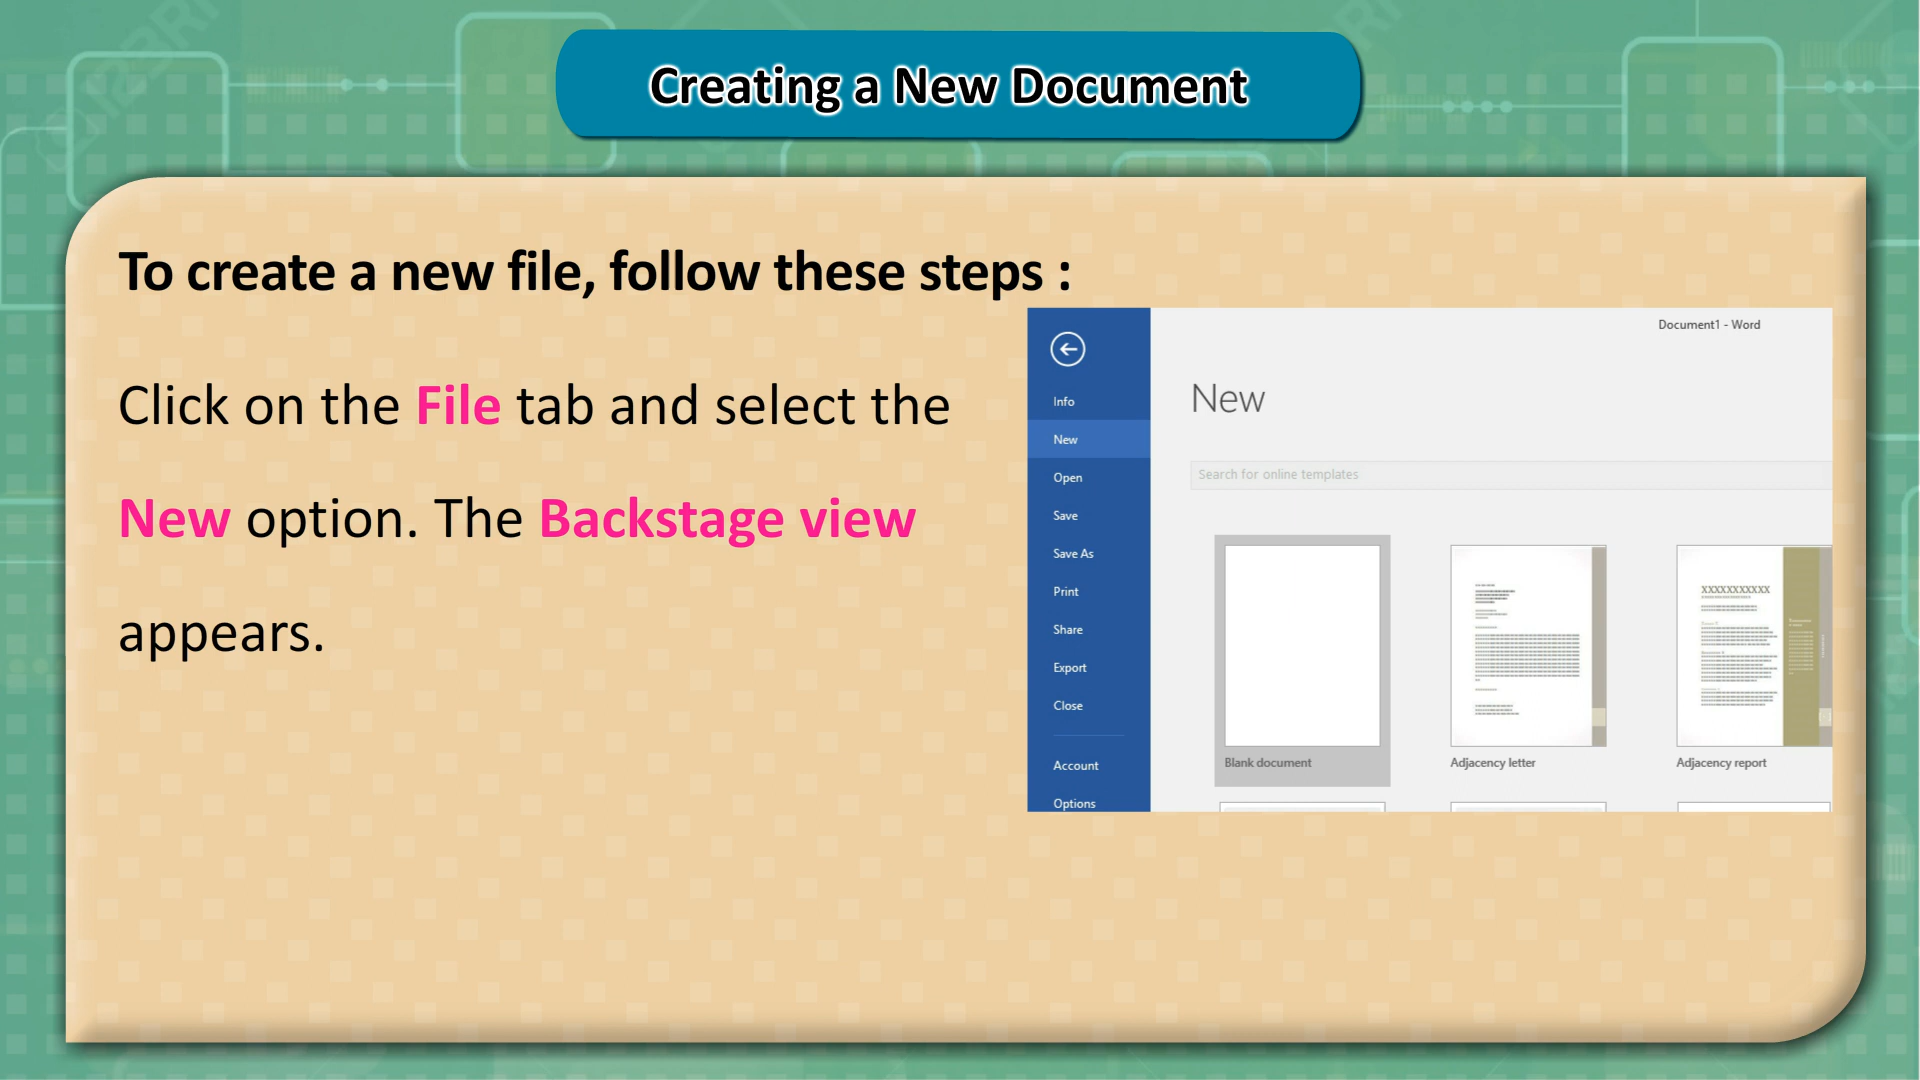 Creating a New Document
To create a new file, follow these steps :
Click on the File tab and select the
New option. The Backstage view
appears.
Document1 - Word
Info
New
Open
Save
Save As
Print
Share
Export
Close
Account
Options
New
Search for online templates
XXXXXXXXXXX
Blank document
Adjacency letter
Adjacency report